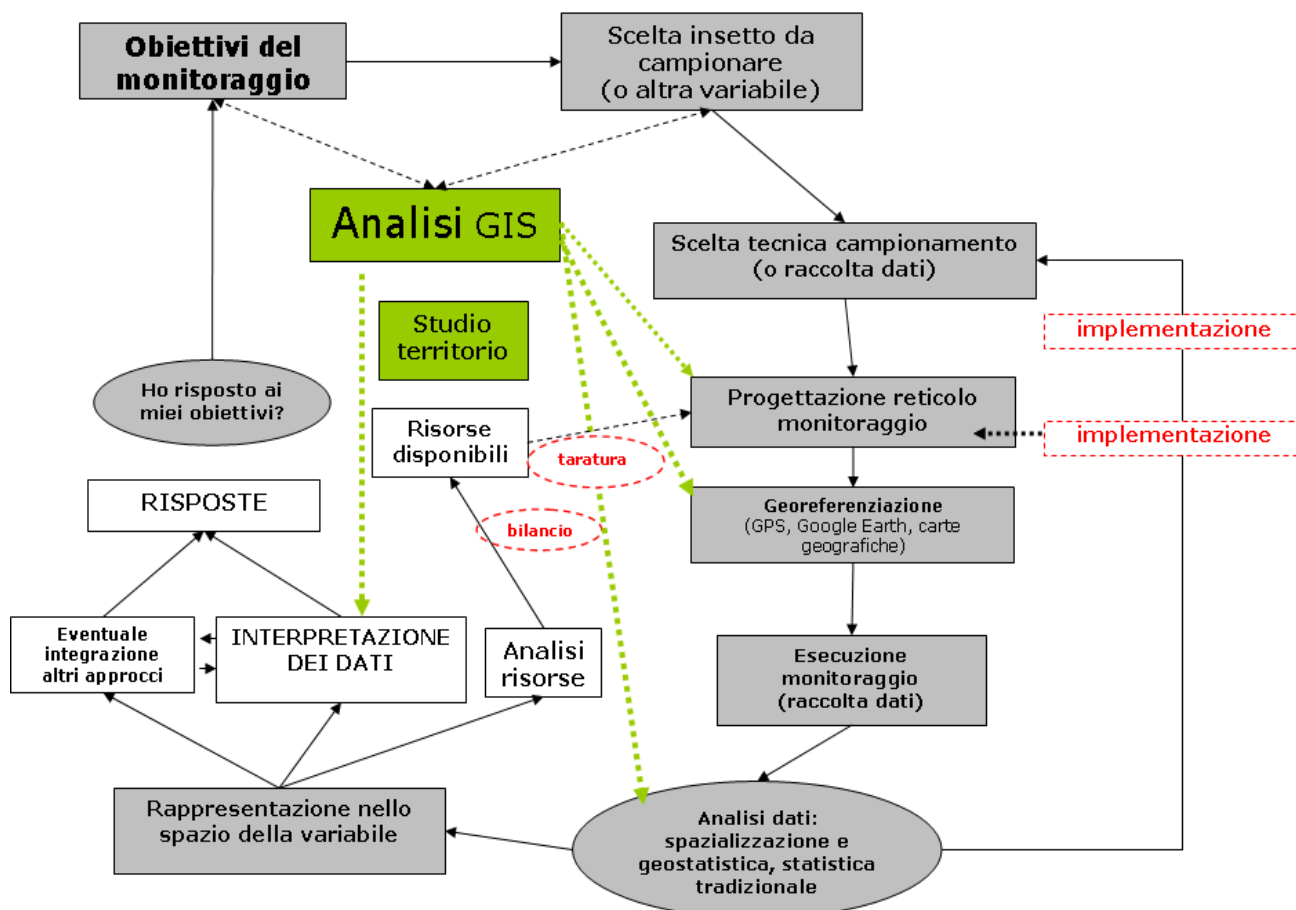 Obiettivi del
monitoraggio
Scelta insetto da
campionare
(o altra variabile)
Analisi GIS
Scelta tecnica campionamento
(o raccolta dati)
Studio
territorio
implementazione
Ho risposto ai
miei obiettivi?
Progettazione reticolo
monitoraggio
implementazione
Risorse
disponibili
taratura
RISPOSTE
bilancio
Georeferenziazione
(GPS, Google Earth, carte
geografiche)
Eventuale
integrazione
altri approcci
INTERPRETAZIONE
DEI DATI
Analisi
risorse
Esecuzione
monitoraggio
(raccolta dati)
Rappresentazione nello
spazio della variabile
Analisi dati:
spazializzazione e
geostatistica, statistica
tradizionale